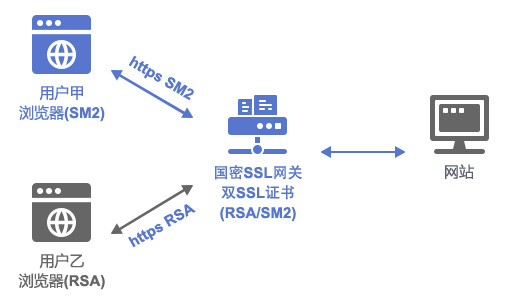 用户甲
浏览器(SM2)
https SM2
国密SSL网关
双SSL证书
(RSA/SM2)
网站
https RSA
用户乙
浏览器(RSA)